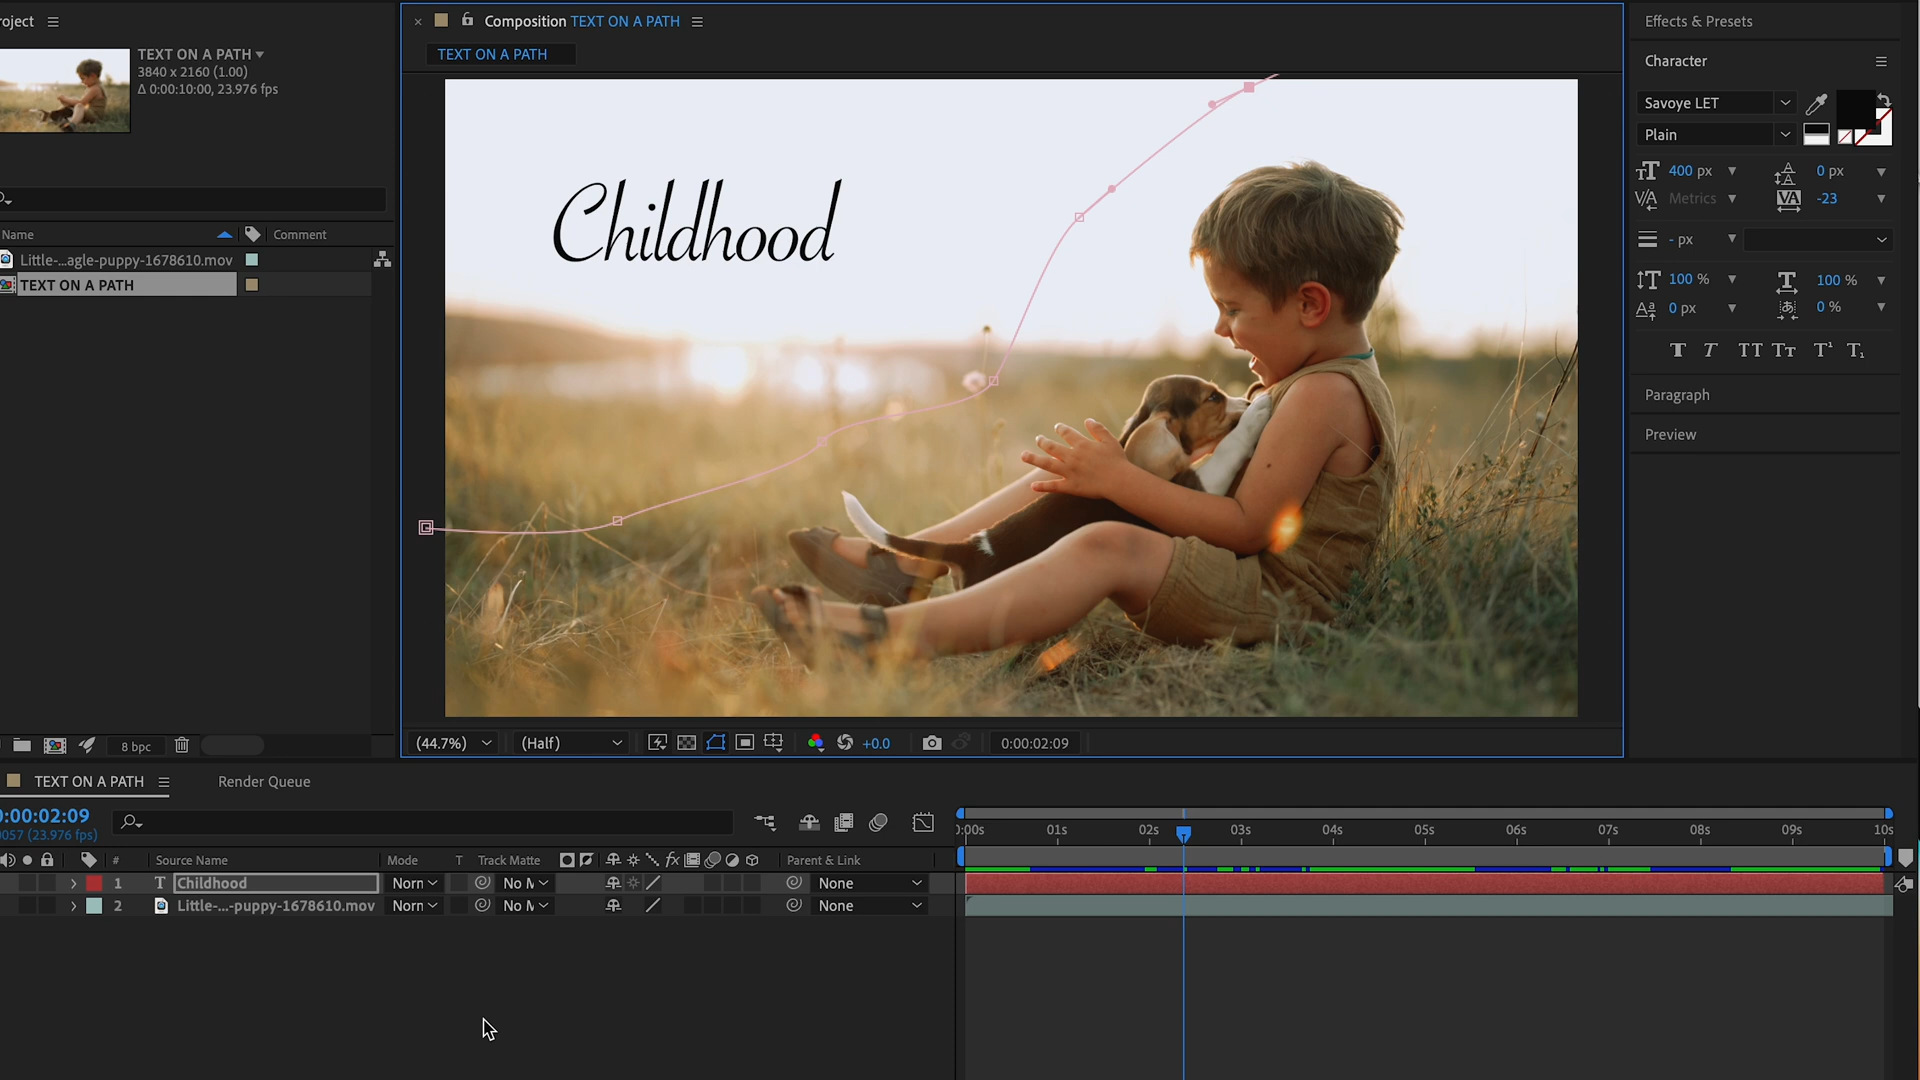 roject
TEXT ON A PATH
3840 x 2160 (1.00)
Δ 0:00:10:00, 23.976 fps
Name
Comment
Little-...agle-puppy-1678610.mov
TEXT ON A PATH
8 bpc
Composition TEXT ON A PATH
TEXT ON A PATH
Childhood
(44.7%)
(Half)
+0.0
0:00:02:09
Effects & Presets
Character
Savoye LET
Plain
400 px
0 px
Metrics
-23
- px
100 %
100 %
0 px
0 %
Paragraph
Preview
TEXT ON A PATH
Render Queue
0:00:02:09
0057 (23.976 fps)
0:00s 01s 02s 03s 04s 05s 06s 07s 08s 09s 10s
# Source Name Mode T Track Matte Parent & Link
1 T Childhood Norn No M None
2 Little-...-puppy-1678610.mov Norn No M None